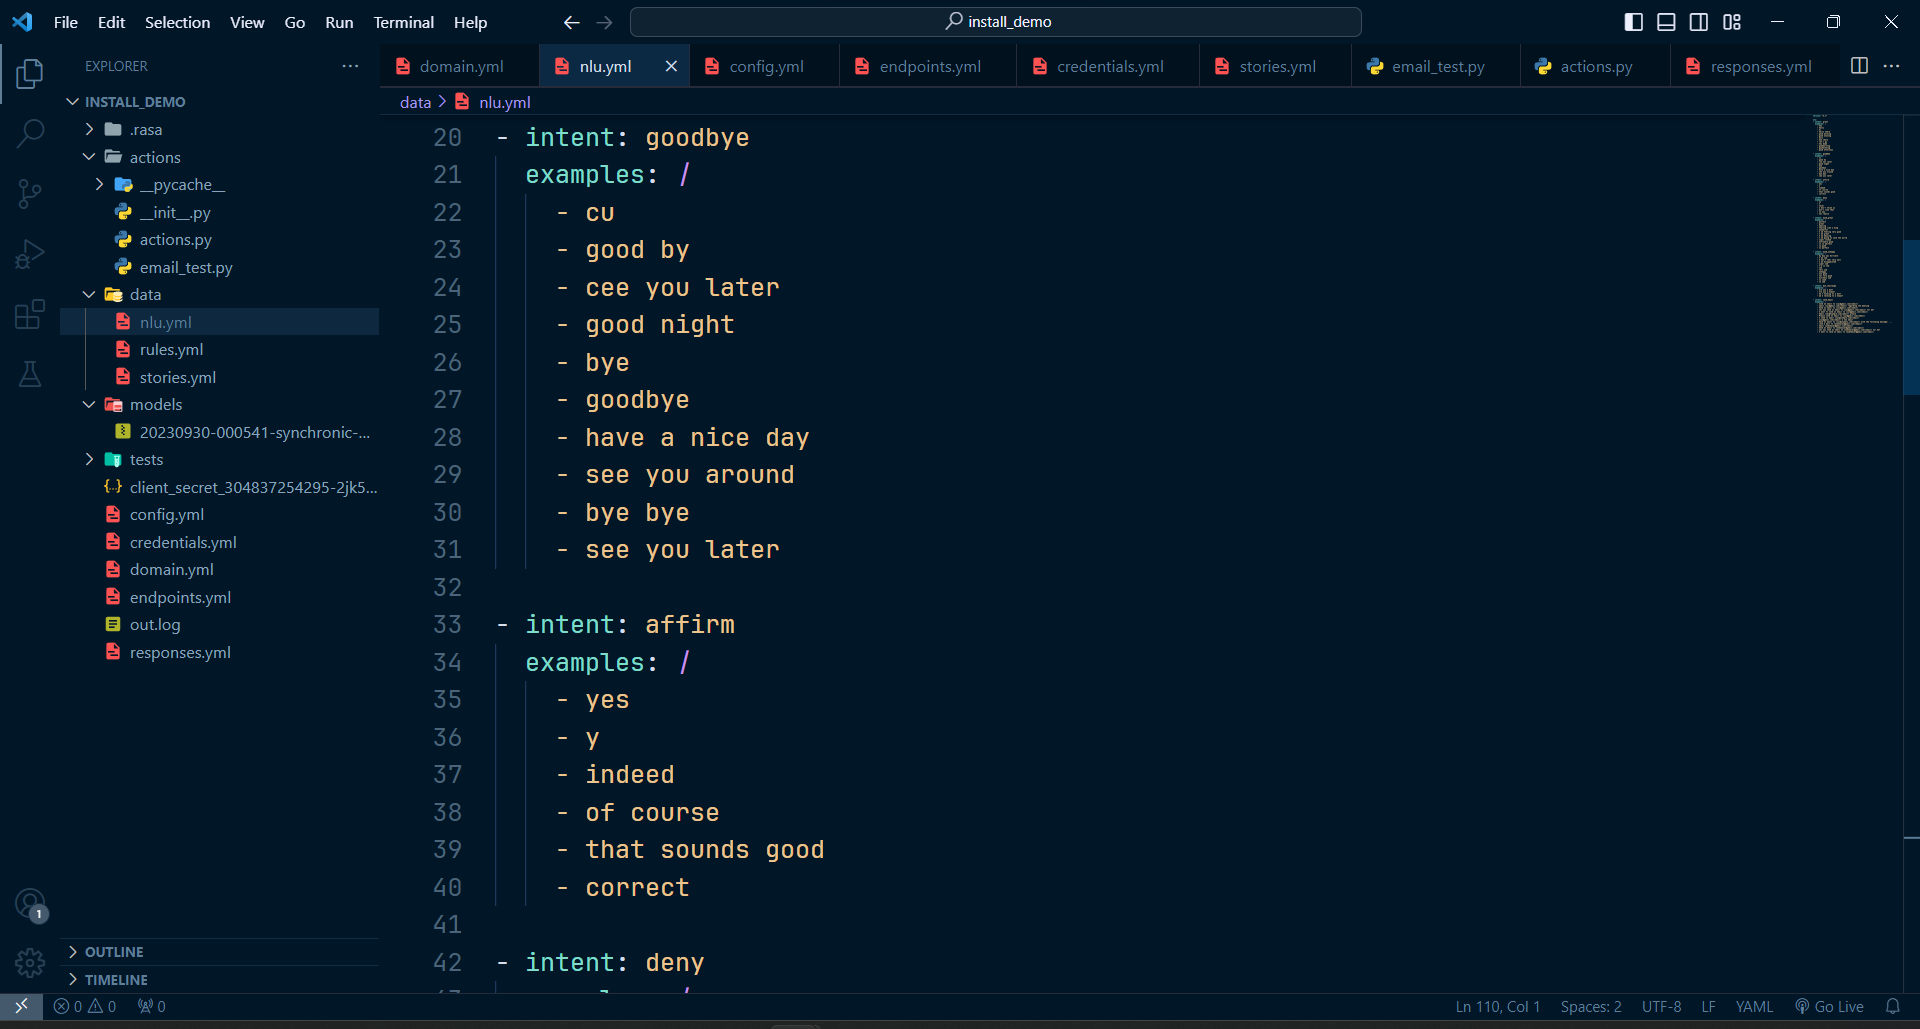 File Edit Selection View Go Run Terminal Help
install_demo
EXPLORER
INSTALL_DEMO
.rasa
actions
__pycache__
__init__.py
actions.py
email_test.py
data
nlu.yml
rules.yml
stories.yml
models
20230930-000541-synchronic-...
tests
client_secret_304837254295-2jk5...
config.yml
credentials.yml
domain.yml
endpoints.yml
out.log
responses.yml
OUTLINE
TIMELINE
domain.yml nlu.yml config.yml endpoints.yml credentials.yml stories.yml email_test.py actions.py responses.yml
data > nlu.yml
20 - intent: goodbye
21 examples: /
22 - cu
23 - good by
24 - cee you later
25 - good night
26 - bye
27 - goodbye
28 - have a nice day
29 - see you around
30 - bye bye
31 - see you later
32
33 - intent: affirm
34 examples: /
35 - yes
36 - y
37 - indeed
38 - of course
39 - that sounds good
40 - correct
41
42 - intent: deny
1
0 0 0 Ln 110, Col 1 Spaces: 2 UTF-8 LF YAML Go Live